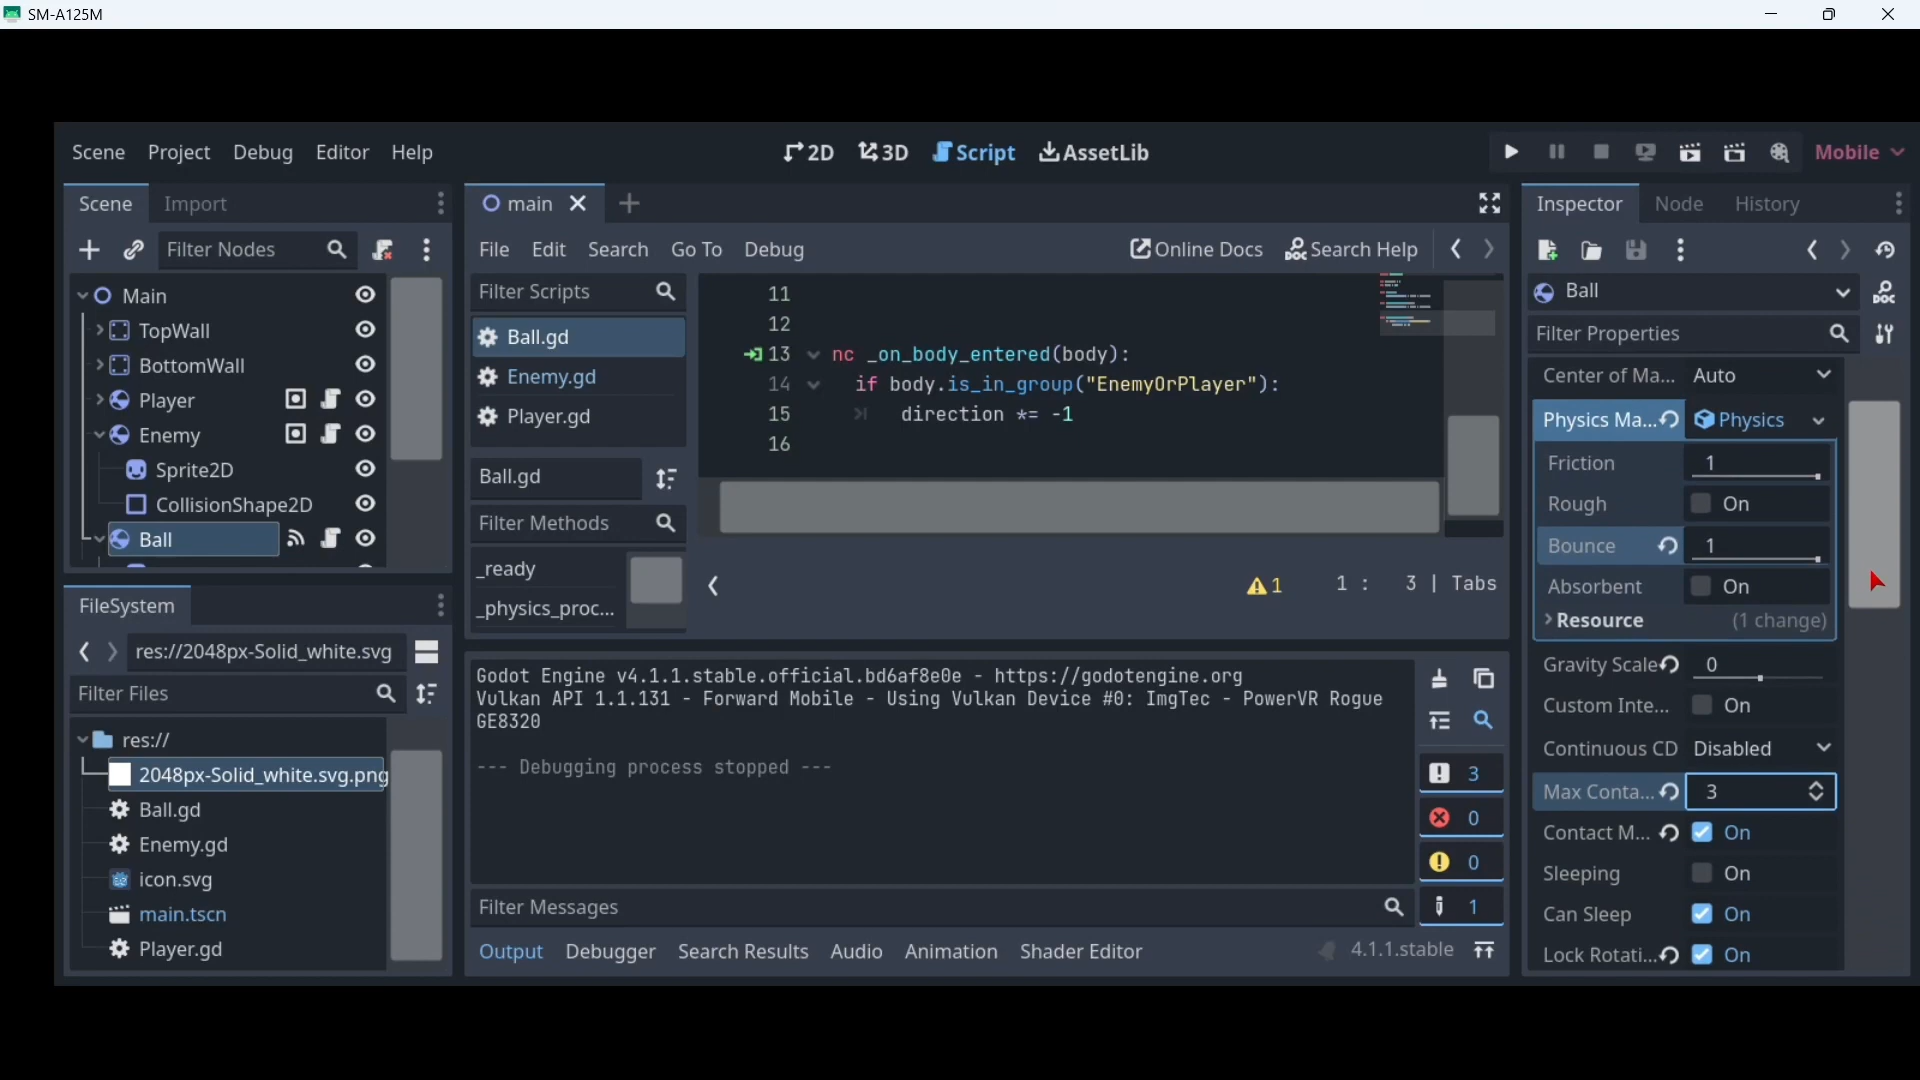 SM-A125M
Scene Project Debug Editor Help
2D 3D Script AssetLib
Mobile
Scene Import
Filter Nodes
Main
TopWall
BottomWall
Player
Enemy
Sprite2D
CollisionShape2D
Ball
FileSystem
res://2048px-Solid_white.svg
Filter Files
res://
2048px-Solid_white.svg.png
Ball.gd
Enemy.gd
icon.svg
main.tscn
Player.gd
main
File Edit Search Go To Debug
Online Docs Search Help
Filter Scripts
Ball.gd
Enemy.gd
Player.gd
Ball.gd
Filter Methods
_ready
_physics_proc...
11
12
13 nc _on_body_entered(body):
14 if body.is_in_group("EnemyOrPlayer"):
15 direction *= -1
16
1 1 : 3 | Tabs
Godot Engine v4.1.1.stable.official.bd6af8e0e - https://godotengine.org
Vulkan API 1.1.131 - Forward Mobile - Using Vulkan Device #0: ImgTec - PowerVR Rogue
GE8320
--- Debugging process stopped ---
3
0
0
1
Filter Messages
Output Debugger Search Results Audio Animation Shader Editor
4.1.1.stable
Inspector Node History
Ball
DOC
Filter Properties
Center of Ma... Auto
Physics Ma... Physics
Friction 1
Rough On
Bounce 1
Absorbent On
Resource (1 change)
Gravity Scale 0
Custom Inte... On
Continuous CD Disabled
Max Conta... 3
Contact M... On
Sleeping On
Can Sleep On
Lock Rotati... On